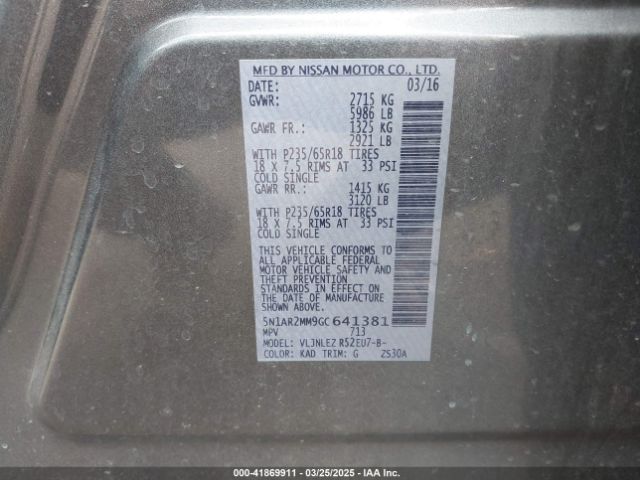 MFD BY NISSAN MOTOR CO., LTD.
DATE: 03/16
GVWR: 2715 KG
5986 LB
GAWR FR.: 1325 KG
2921 LB
WITH P235/65R18 TIRES
18 X 7.5 RIMS AT 33 PSI
COLD SINGLE
GAWR RR.: 1415 KG
3120 LB
WITH P235/65R18 TIRES
18 X 7.5 RIMS AT 33 PSI
COLD SINGLE
THIS VEHICLE CONFORMS TO
ALL APPLICABLE FEDERAL
MOTOR VEHICLE SAFETY AND
THEFT PREVENTION
STANDARDS IN EFFECT ON
THE DATE OF MANUFACTURE
SHOWN ABOVE.
5N1AR2MM9GC641381
MPV 713
MODEL: VLJNLEZ R52EU7-B-
COLOR: KAD TRIM: G ZS30A
000-41869911 - 03/25/2025 - IAA Inc.